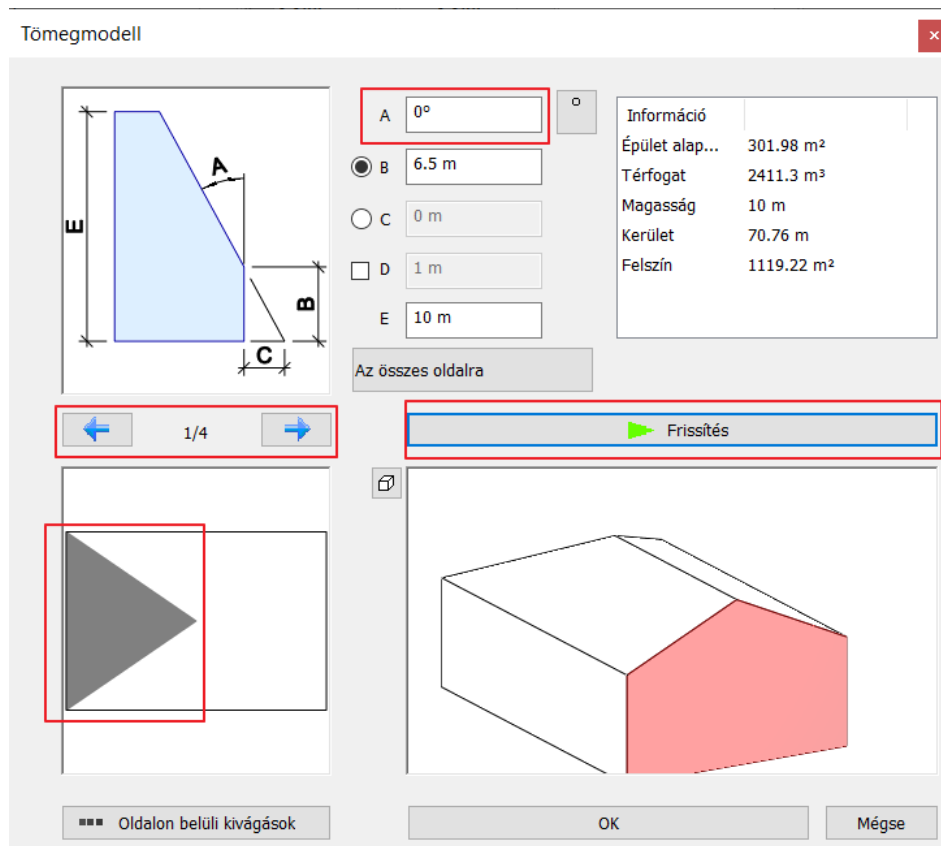 Tömegmodell
×
E
A
B
C
A 0°
°
B 6.5 m
C 0 m
D 1 m
E 10 m
Az összes oldalra
Információ
Épület alap... 301.98 m²
Térfogat 2411.3 m³
Magasság 10 m
Kerület 70.76 m
Felszín 1119.22 m²
1/4
Frissítés
Oldalon belüli kivágások
OK
Mégse